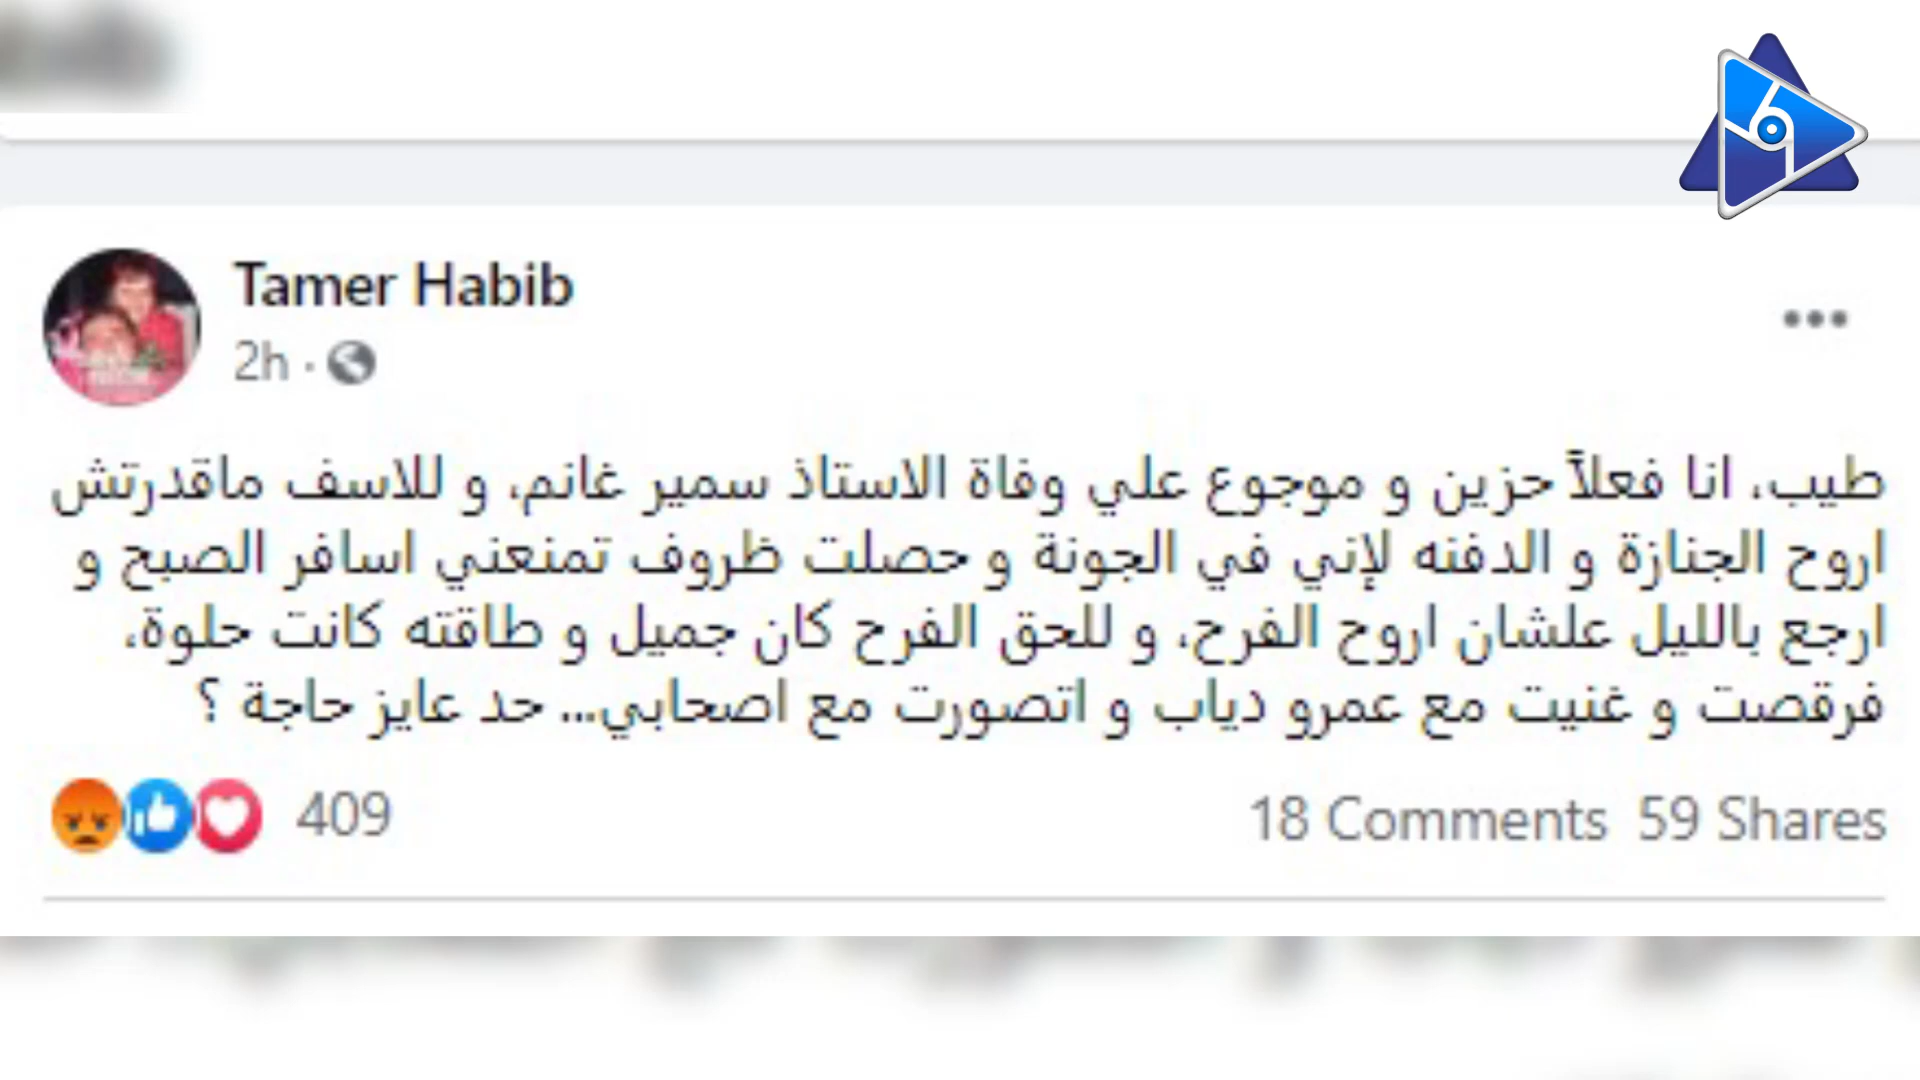 Tamer Habib
2h ·
طيب، انا فعلاً حزين و موجوع علي وفاة الاستاذ سمير غانم، و للاسف ماقدرتش
اروح الجنازة و الدفنه لإني في الجونة و حصلت ظروف تمنعني اسافر الصبح و
ارجع بالليل علشان اروح الفرح، و للحق الفرح كان جميل و طاقته كانت حلوة،
فرقصت و غنيت مع عمرو دياب و اتصورت مع اصحابي... حد عايز حاجة ؟
409
18 Comments 59 Shares